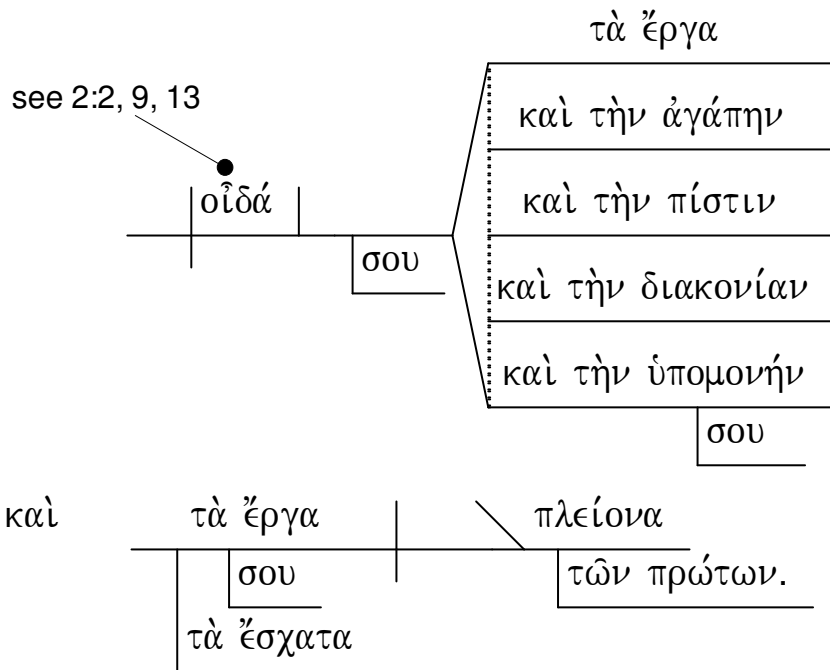 τὰ ἔργα
see 2:2, 9, 13
καὶ τὴν ἀγάπην
οἶδά
καὶ τὴν πίστιν
σου
καὶ τὴν διακονίαν
καὶ τὴν ὑπομονήν
σου
καὶ τὰ ἔργα πλείονα
σου τῶν πρώτων.
τὰ ἔσχατα